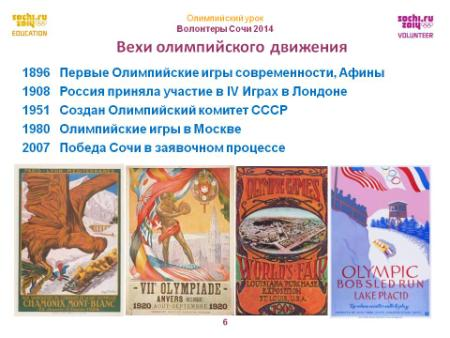 sochi.ru
2014
EDUCATION
Олимпийский урок
Волонтеры Сочи 2014
sochi.ru
2014
VOLUNTEER
Вехи олимпийского движения
1896 Первые Олимпийские игры современности, Афины
1908 Россия приняла участие в IV Играх в Лондоне
1951 Создан Олимпийский комитет СССР
1980 Олимпийские игры в Москве
2007 Победа Сочи в заявочном процессе
CHAMONIX MONT-BLANC
VIIE OLYMPIADE
ANVERS
1920 AOUT-SEPTEMBRE 1920
OLYMPIC GAMES
WORLD'S FAIR
LOUISIANA PURCHASE
EXPOSITION
ST. LOUIS, U.S.A.
OLYMPIC
BOBSLED RUN
LAKE PLACID
6